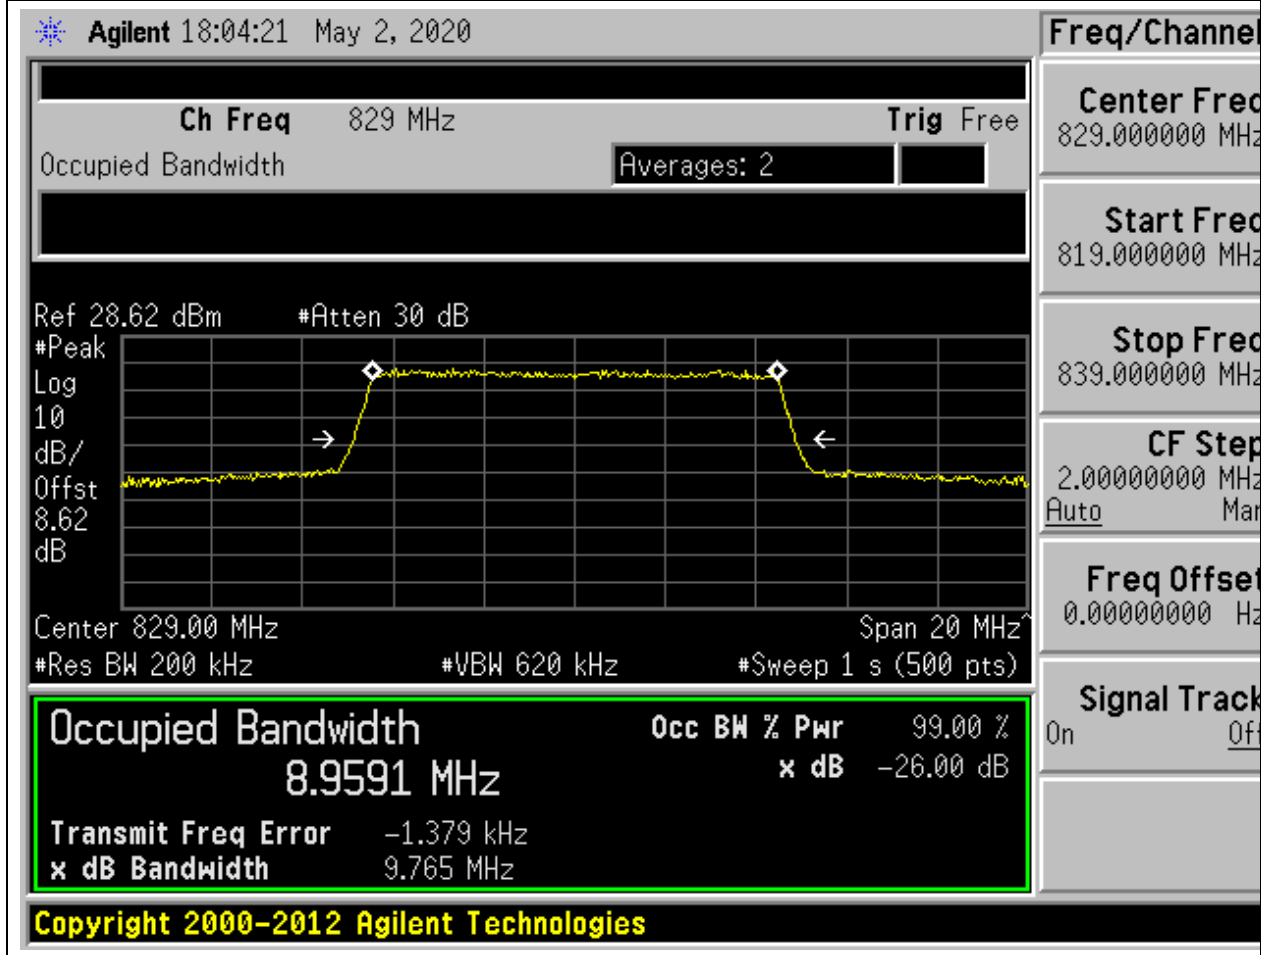 Agilent 18:04:21 May 2, 2020
Ch Freq 829 MHz Trig Free
Occupied Bandwidth Averages: 2
Ref 28.62 dBm #Atten 30 dB
#Peak
Log
10
dB/
Offst
8.62
dB
Center 829.00 MHz Span 20 MHz^
#Res BW 200 kHz #VBW 620 kHz #Sweep 1 s (500 pts)
Occupied Bandwidth Occ BW % Pwr 99.00 %
8.9591 MHz x dB -26.00 dB
Transmit Freq Error -1.379 kHz
x dB Bandwidth 9.765 MHz
Copyright 2000-2012 Agilent Technologies
Freq/Channel
Center Freq
829.000000 MHz
Start Freq
819.000000 MHz
Stop Freq
839.000000 MHz
CF Step
2.00000000 MHz
Auto Man
Freq Offset
0.00000000 Hz
Signal Track
On Off